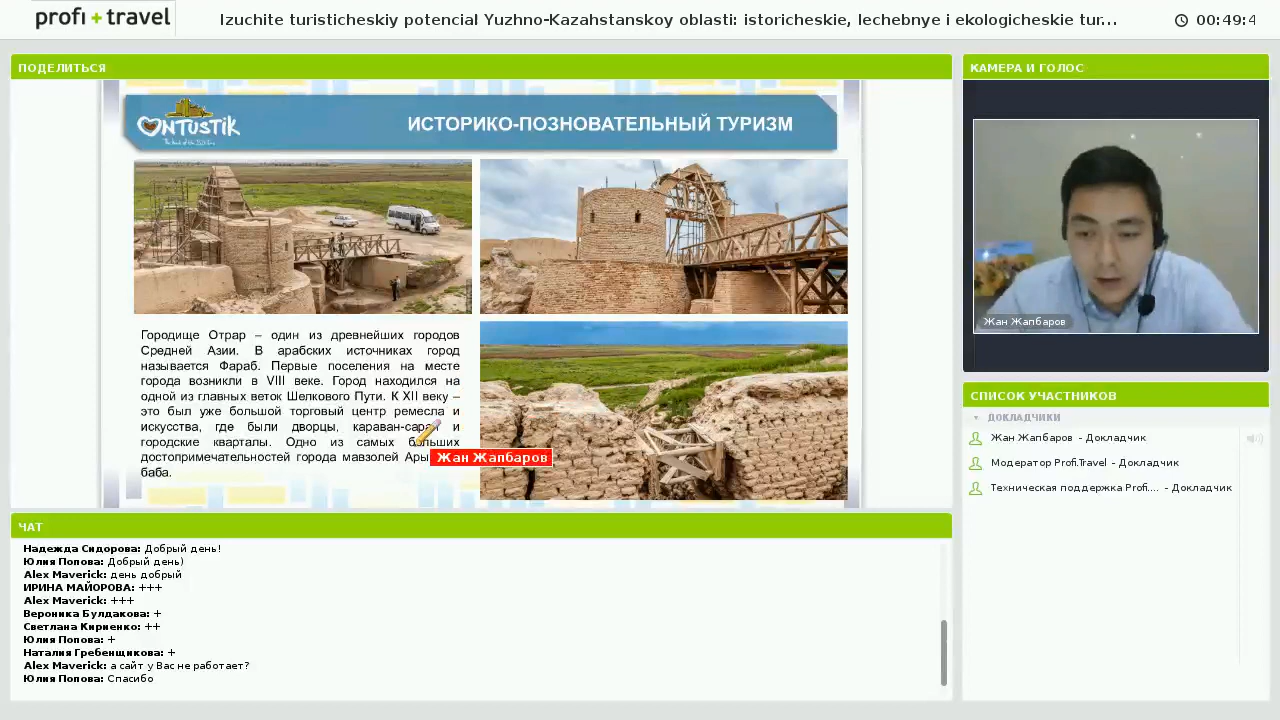 profi + travel
Izuchite turisticheskiy potencial Yuzhno-Kazahstanskoy oblasti: istoricheskie, lechebnye i ekologicheskie tur...
00:49:4
ПОДЕЛИТЬСЯ
ONTUSTIK
ИСТОРИКО-ПОЗНОВАТЕЛЬНЫЙ ТУРИЗМ
Городище Отрар – один из древнейших городов
Средней Азии. В арабских источниках город
называется Фараб. Первые поселения на месте
города возникли в VIII веке. Город находился на
одной из главных веток Шелкового Пути. К XII веку –
это был уже большой торговый центр ремесла и
искусства, где были дворцы, караван-сараи и
городские кварталы. Одно из самых больших
достопримечательностей города мавзолей Ары
баба.
Жан Жапбаров
ЧАТ
Надежда Сидорова: Добрый день!
Юлия Попова: Добрый день)
Alex Maverick: день добрый
ИРИНА МАЙОРОВА: +++
Alex Maverick: +++
Вероника Булдакова: +
Светлана Кириенко: ++
Юлия Попова: +
Наталия Гребенщикова: +
Alex Maverick: а сайт у Вас не работает?
Юлия Попова: Спасибо
КАМЕРА И ГОЛОС
Жан Жапбаров
СПИСОК УЧАСТНИКОВ
ДОКЛАДЧИКИ
Жан Жапбаров - Докладчик
Модератор Profi.Travel - Докладчик
Техническая поддержка Profi.... - Докладчик